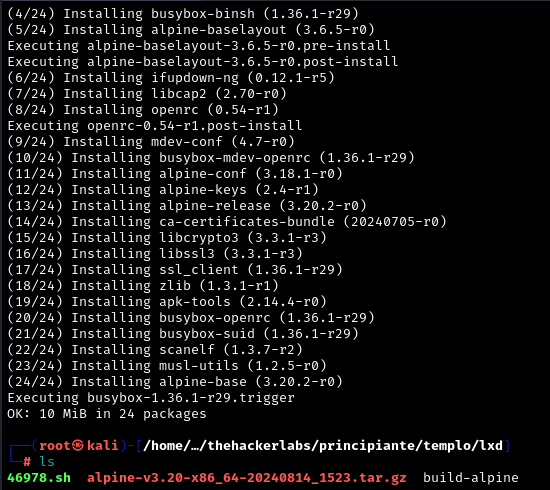 (4/24) Installing busybox-binsh (1.36.1-r29)
(5/24) Installing alpine-baselayout (3.6.5-r0)
Executing alpine-baselayout-3.6.5-r0.pre-install
Executing alpine-baselayout-3.6.5-r0.post-install
(6/24) Installing ifupdown-ng (0.12.1-r5)
(7/24) Installing libcap2 (2.70-r0)
(8/24) Installing openrc (0.54-r1)
Executing openrc-0.54-r1.post-install
(9/24) Installing mdev-conf (4.7-r0)
(10/24) Installing busybox-mdev-openrc (1.36.1-r29)
(11/24) Installing alpine-conf (3.18.1-r0)
(12/24) Installing alpine-keys (2.4-r1)
(13/24) Installing alpine-release (3.20.2-r0)
(14/24) Installing ca-certificates-bundle (20240705-r0)
(15/24) Installing libcrypto3 (3.3.1-r3)
(16/24) Installing libssl3 (3.3.1-r3)
(17/24) Installing ssl_client (1.36.1-r29)
(18/24) Installing zlib (1.3.1-r1)
(19/24) Installing apk-tools (2.14.4-r0)
(20/24) Installing busybox-openrc (1.36.1-r29)
(21/24) Installing busybox-suid (1.36.1-r29)
(22/24) Installing scanelf (1.3.7-r2)
(23/24) Installing musl-utils (1.2.5-r0)
(24/24) Installing alpine-base (3.20.2-r0)
Executing busybox-1.36.1-r29.trigger
OK: 10 MiB in 24 packages
┌──(root㉿kali)-[/home/…/thehackerlabs/principiante/templo/lxd]
└─# ls
46978.sh  alpine-v3.20-x86_64-20240814_1523.tar.gz  build-alpine